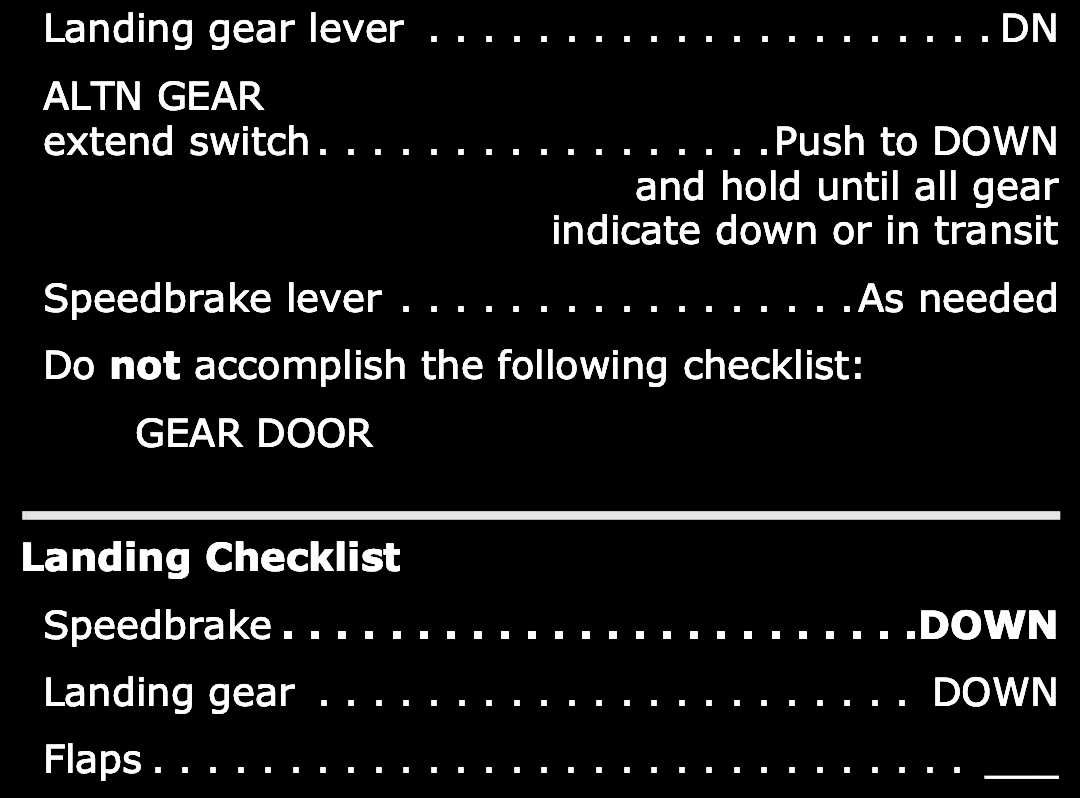 Landing gear lever . . . . . . . . . . . . . . . . . . . . . DN
ALTN GEAR
extend switch . . . . . . . . . . . . . . . . . Push to DOWN
and hold until all gear
indicate down or in transit
Speedbrake lever . . . . . . . . . . . . . . . . . As needed
Do not accomplish the following checklist:
GEAR DOOR
Landing Checklist
Speedbrake . . . . . . . . . . . . . . . . . . . . . . . . DOWN
Landing gear . . . . . . . . . . . . . . . . . . . . . . DOWN
Flaps . . . . . . . . . . . . . . . . . . . . . . . . . . . . . . ___